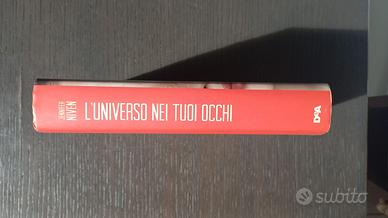 JENNIFER
NIVEN
L'UNIVERSO NEI TUOI OCCHI
DeA
subito